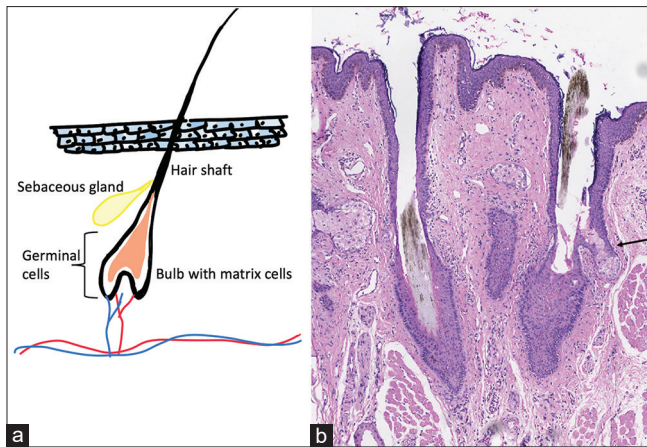 Hair shaft
Sebaceous gland
Germinal
cells
Bulb with matrix cells
a
b